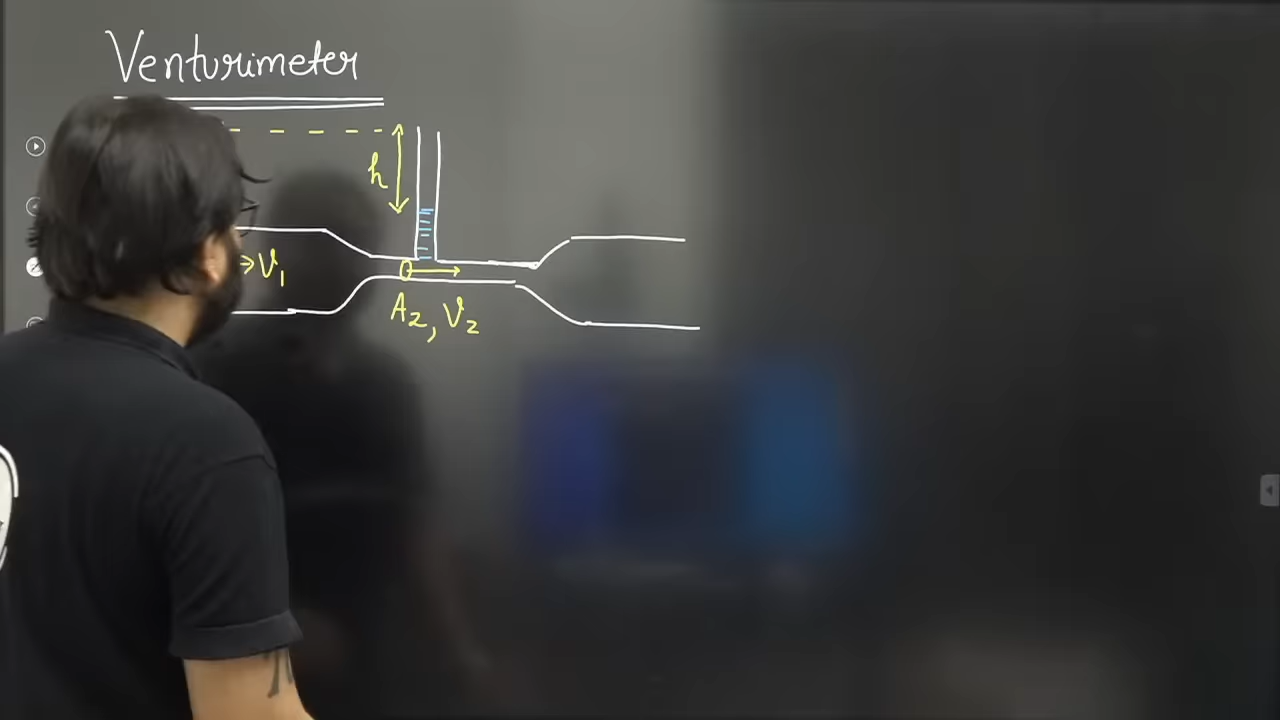 Venturimeter
h
V₁
A₂, V₂